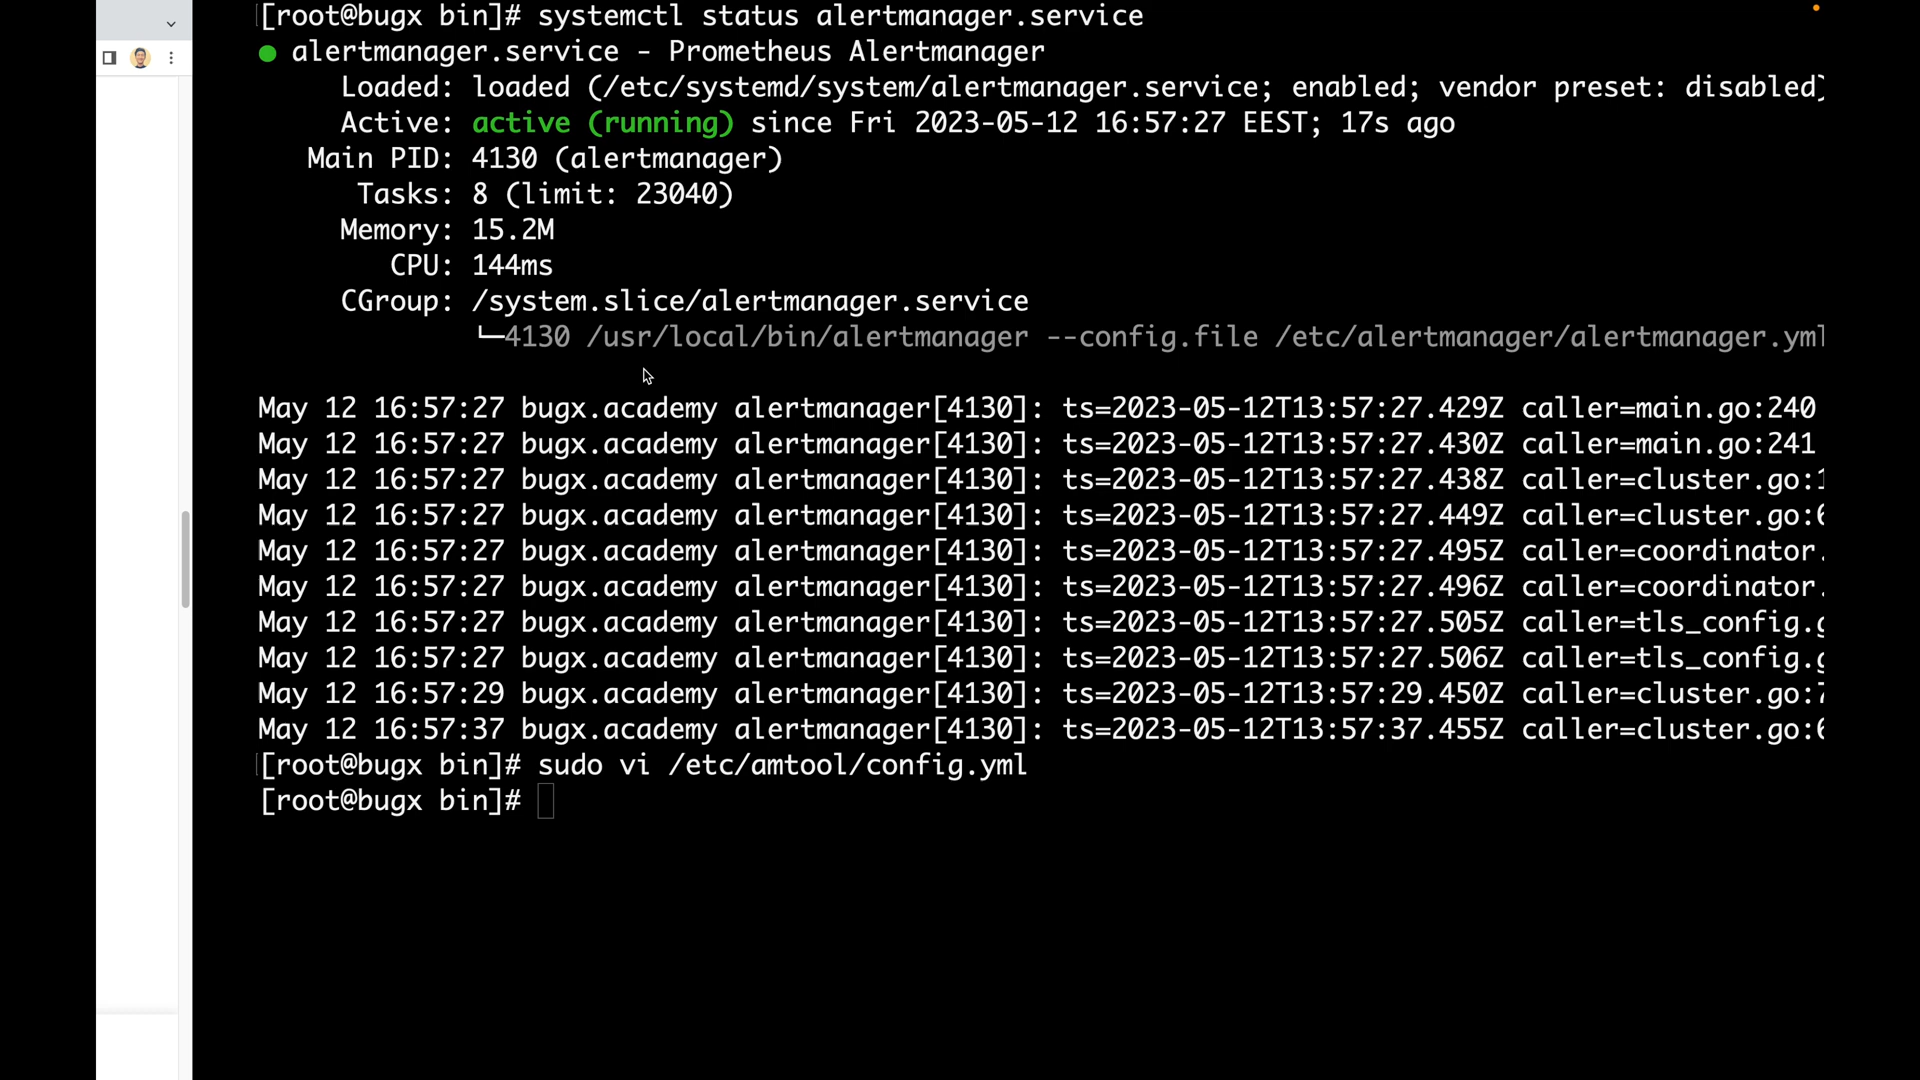 [root@bugx bin]# systemctl status alertmanager.service
● alertmanager.service - Prometheus Alertmanager
Loaded: loaded (/etc/systemd/system/alertmanager.service; enabled; vendor preset: disabled)
Active: active (running) since Fri 2023-05-12 16:57:27 EEST; 17s ago
Main PID: 4130 (alertmanager)
Tasks: 8 (limit: 23040)
Memory: 15.2M
CPU: 144ms
CGroup: /system.slice/alertmanager.service
└─4130 /usr/local/bin/alertmanager --config.file /etc/alertmanager/alertmanager.yml
May 12 16:57:27 bugx.academy alertmanager[4130]: ts=2023-05-12T13:57:27.429Z caller=main.go:240
May 12 16:57:27 bugx.academy alertmanager[4130]: ts=2023-05-12T13:57:27.430Z caller=main.go:241
May 12 16:57:27 bugx.academy alertmanager[4130]: ts=2023-05-12T13:57:27.438Z caller=cluster.go:1
May 12 16:57:27 bugx.academy alertmanager[4130]: ts=2023-05-12T13:57:27.449Z caller=cluster.go:6
May 12 16:57:27 bugx.academy alertmanager[4130]: ts=2023-05-12T13:57:27.495Z caller=coordinator.
May 12 16:57:27 bugx.academy alertmanager[4130]: ts=2023-05-12T13:57:27.496Z caller=coordinator.
May 12 16:57:27 bugx.academy alertmanager[4130]: ts=2023-05-12T13:57:27.505Z caller=tls_config.g
May 12 16:57:27 bugx.academy alertmanager[4130]: ts=2023-05-12T13:57:27.506Z caller=tls_config.g
May 12 16:57:29 bugx.academy alertmanager[4130]: ts=2023-05-12T13:57:29.450Z caller=cluster.go:7
May 12 16:57:37 bugx.academy alertmanager[4130]: ts=2023-05-12T13:57:37.455Z caller=cluster.go:6
[root@bugx bin]# sudo vi /etc/amtool/config.yml
[root@bugx bin]#